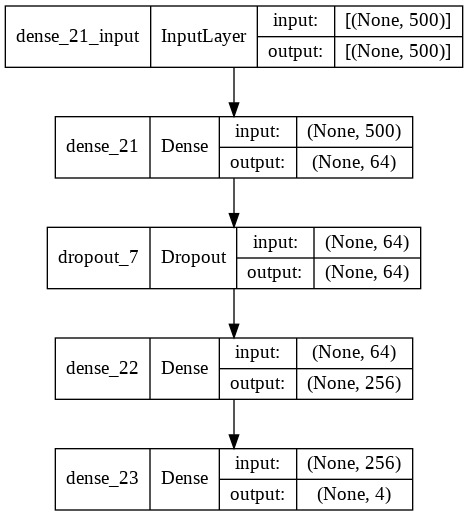 dense_21_input InputLayer input: [(None, 500)]
output: [(None, 500)]
dense_21 Dense input: (None, 500)
output: (None, 64)
dropout_7 Dropout input: (None, 64)
output: (None, 64)
dense_22 Dense input: (None, 64)
output: (None, 256)
dense_23 Dense input: (None, 256)
output: (None, 4)